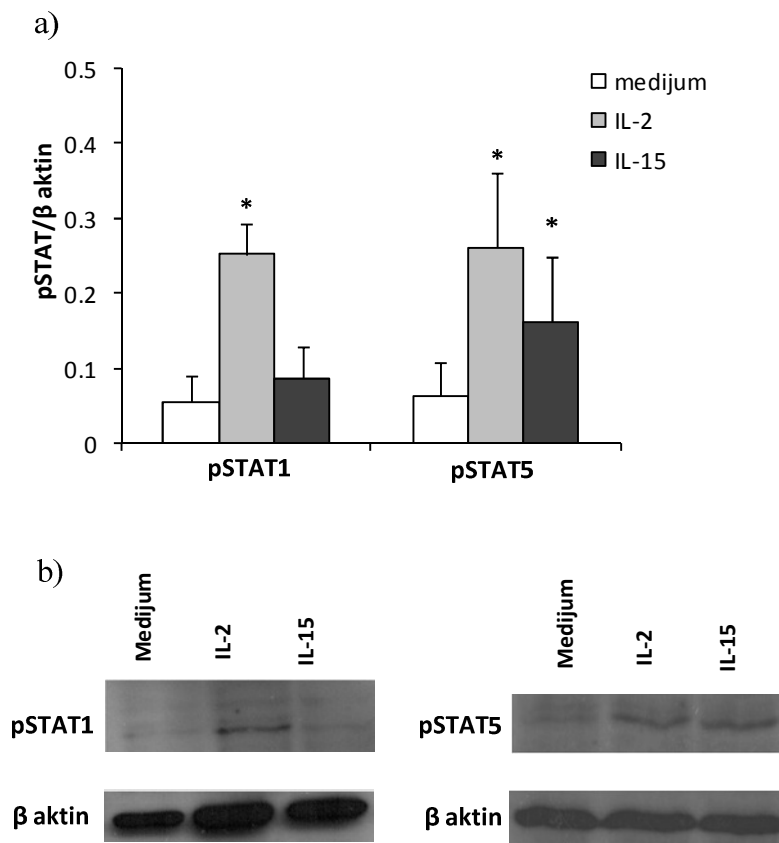 a)
0.5
0.4
0.3
0.2
0.1
0
pSTAT/β aktin
medijum
IL-2
IL-15
*
*
*
pSTAT1
pSTAT5
b)
Medijum
IL-2
IL-15
Medijum
IL-2
IL-15
pSTAT1
pSTAT5
β aktin
β aktin